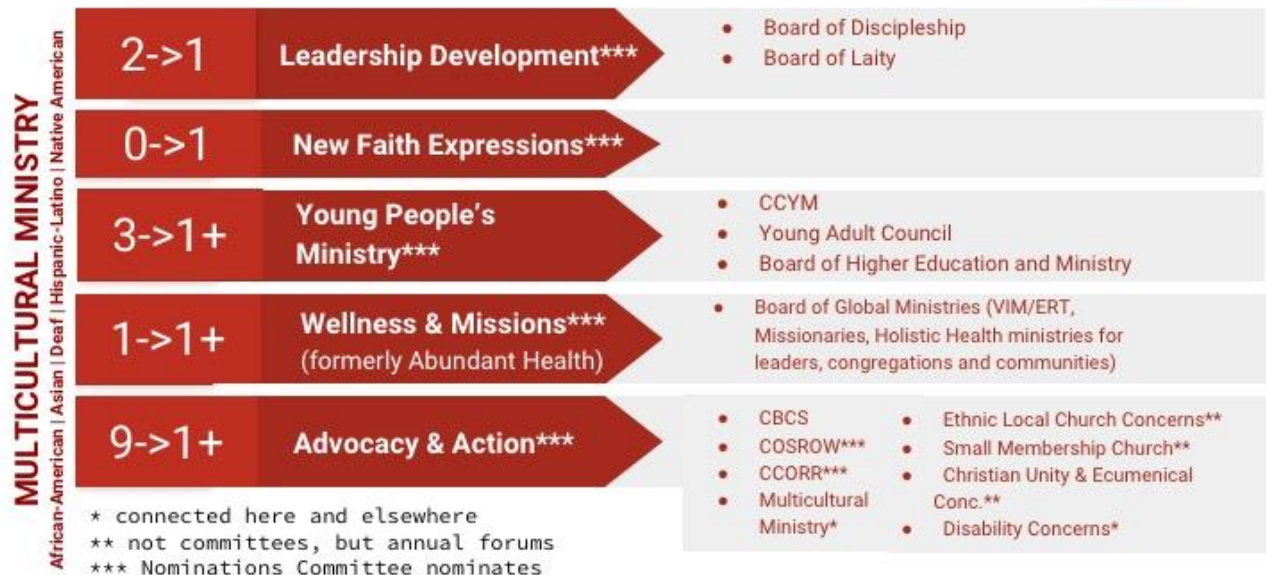 MULTICULTURAL MINISTRY
African-American | Asian | Deaf | Hispanic-Latino | Native American
2->1
Leadership Development***
● Board of Discipleship
● Board of Laity
0->1
New Faith Expressions***
3->1+
Young People’s
Ministry***
● CCYM
● Young Adult Council
● Board of Higher Education and Ministry
1->1+
Wellness & Missions***
(formerly Abundant Health)
● Board of Global Ministries (VIM/ERT,
Missionaries, Holistic Health ministries for
leaders, congregations and communities)
9->1+
Advocacy & Action***
● CBCS
● COSROW***
● CCORR***
● Multicultural
Ministry*
● Ethnic Local Church Concerns**
● Small Membership Church**
● Christian Unity & Ecumenical
Conc.**
● Disability Concerns*
* connected here and elsewhere
** not committees, but annual forums
*** Nominations Committee nominates